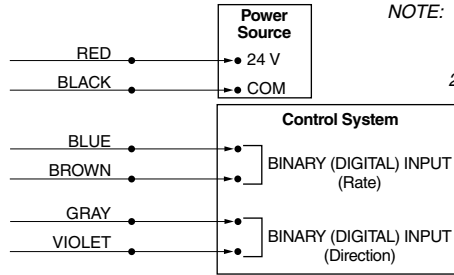 Power
Source
NOTE:
RED
24 V
BLACK
COM
2
Control System
BLUE
BINARY (DIGITAL) INPUT
(Rate)
BROWN
GRAY
BINARY (DIGITAL) INPUT
(Direction)
VIOLET